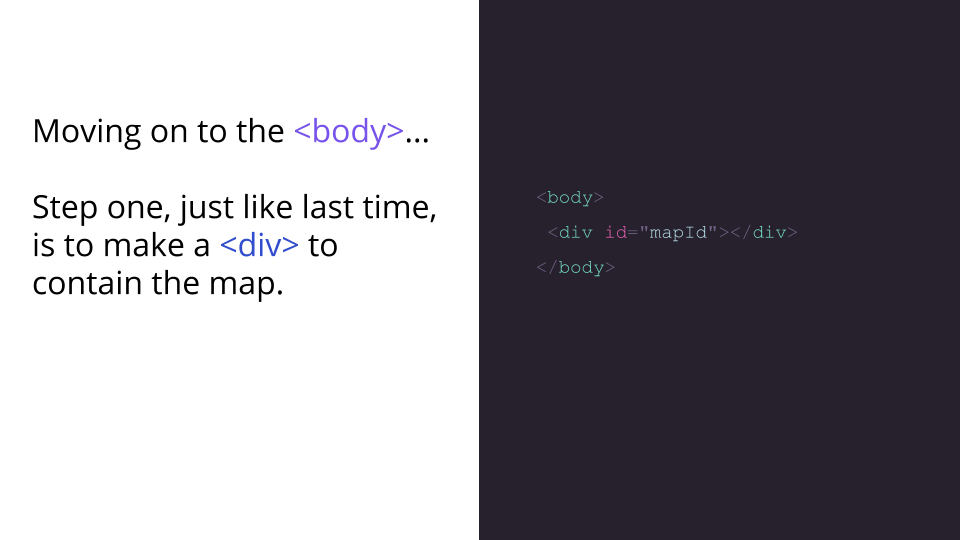 Moving on to the <body>...
Step one, just like last time,
is to make a <div> to
contain the map.
<body>
<div id="mapId"></div>
</body>